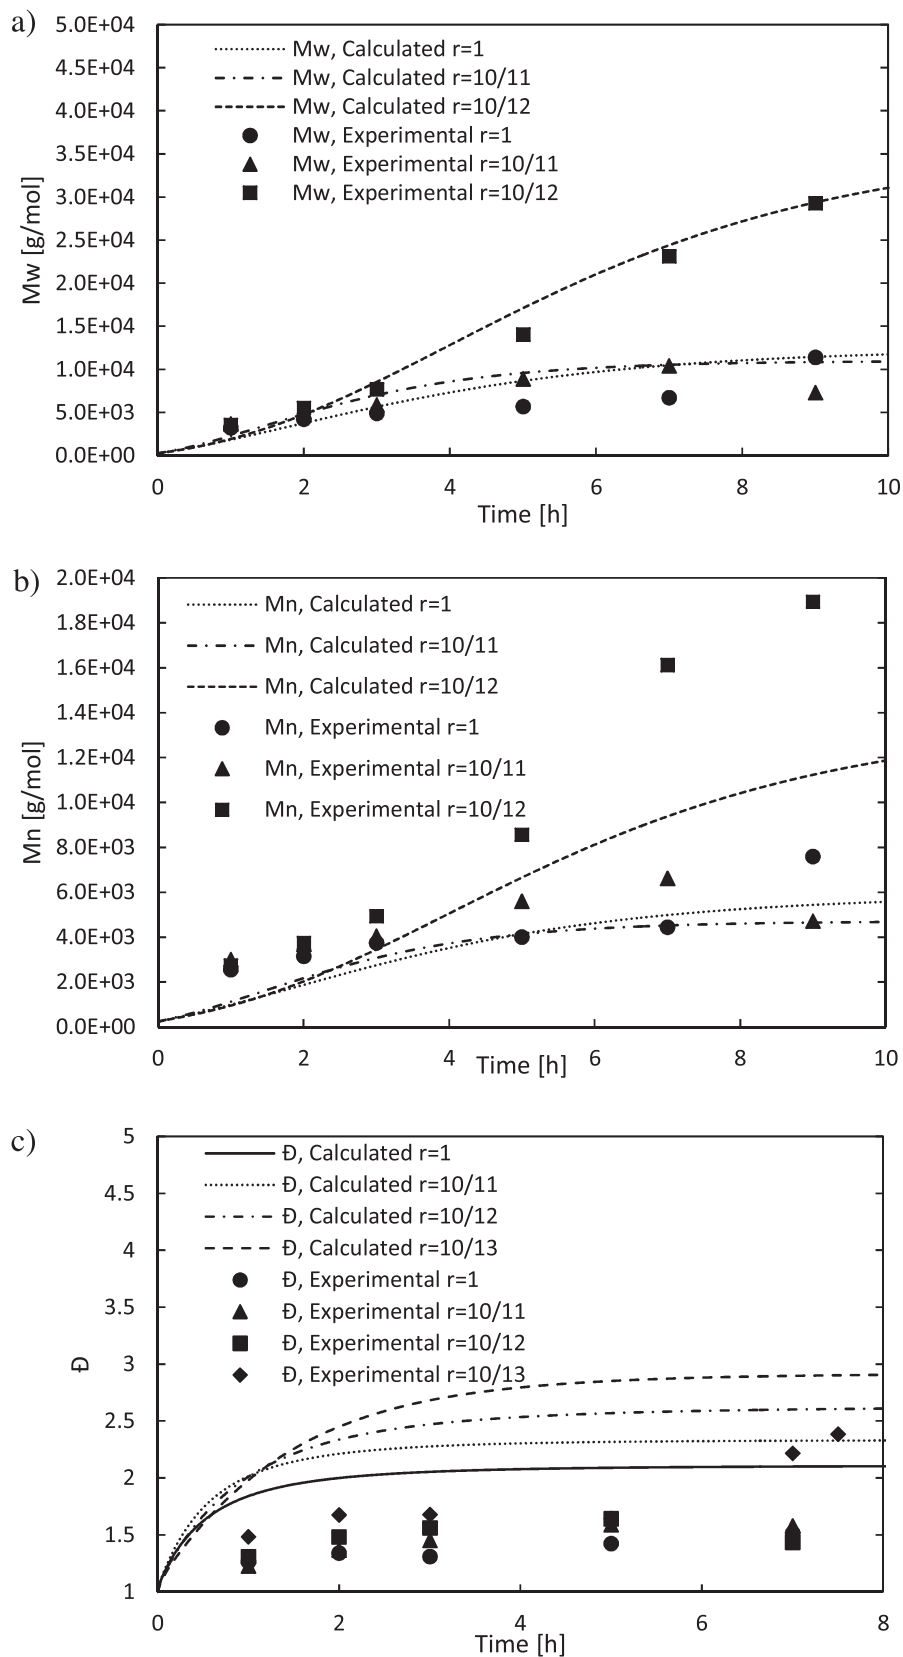 a)
5.0E+04
4.5E+04
4.0E+04
3.5E+04
3.0E+04
2.5E+04
2.0E+04
1.5E+04
1.0E+04
5.0E+03
0.0E+00
Mw [g/mol]
Mw, Calculated r=1
Mw, Calculated r=10/11
Mw, Calculated r=10/12
Mw, Experimental r=1
Mw, Experimental r=10/11
Mw, Experimental r=10/12
0 2 4 6 8 10
Time [h]
b)
2.0E+04
1.8E+04
1.6E+04
1.4E+04
1.2E+04
1.0E+04
8.0E+03
6.0E+03
4.0E+03
2.0E+03
0.0E+00
Mn [g/mol]
Mn, Calculated r=1
Mn, Calculated r=10/11
Mn, Calculated r=10/12
Mn, Experimental r=1
Mn, Experimental r=10/11
Mn, Experimental r=10/12
0 2 4 6 8 10
Time [h]
c)
5
4.5
4
3.5
3
2.5
2
1.5
1
Đ
Đ, Calculated r=1
Đ, Calculated r=10/11
Đ, Calculated r=10/12
Đ, Calculated r=10/13
Đ, Experimental r=1
Đ, Experimental r=10/11
Đ, Experimental r=10/12
Đ, Experimental r=10/13
0 2 4 6 8
Time [h]